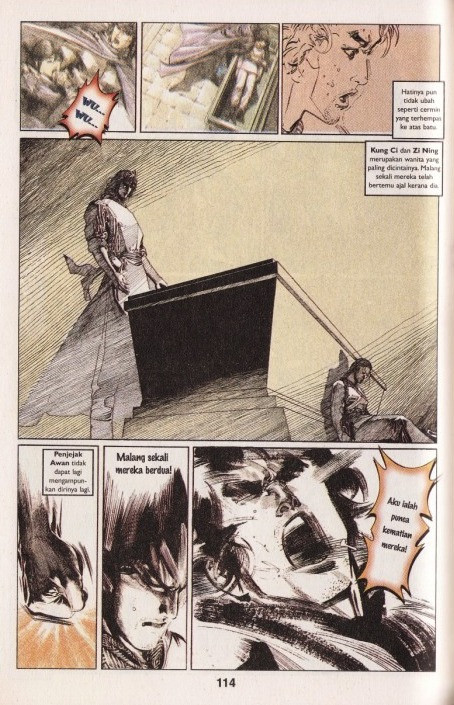 WU...
WU...
Hatinya pun
tidak ubah
seperti cermin
yang terhempas
ke atas batu.
Kung Ci dan Zi Ning
merupakan wanita yang
paling dicintainya. Malang
sekali mereka telah
bertemu ajal kerana dia.
Penjejak
Awan tidak
dapat lagi
mengampun-
kan dirinya lagi.
Malang sekali
mereka berdua!
Aku ialah
punca
kematian
mereka!
114